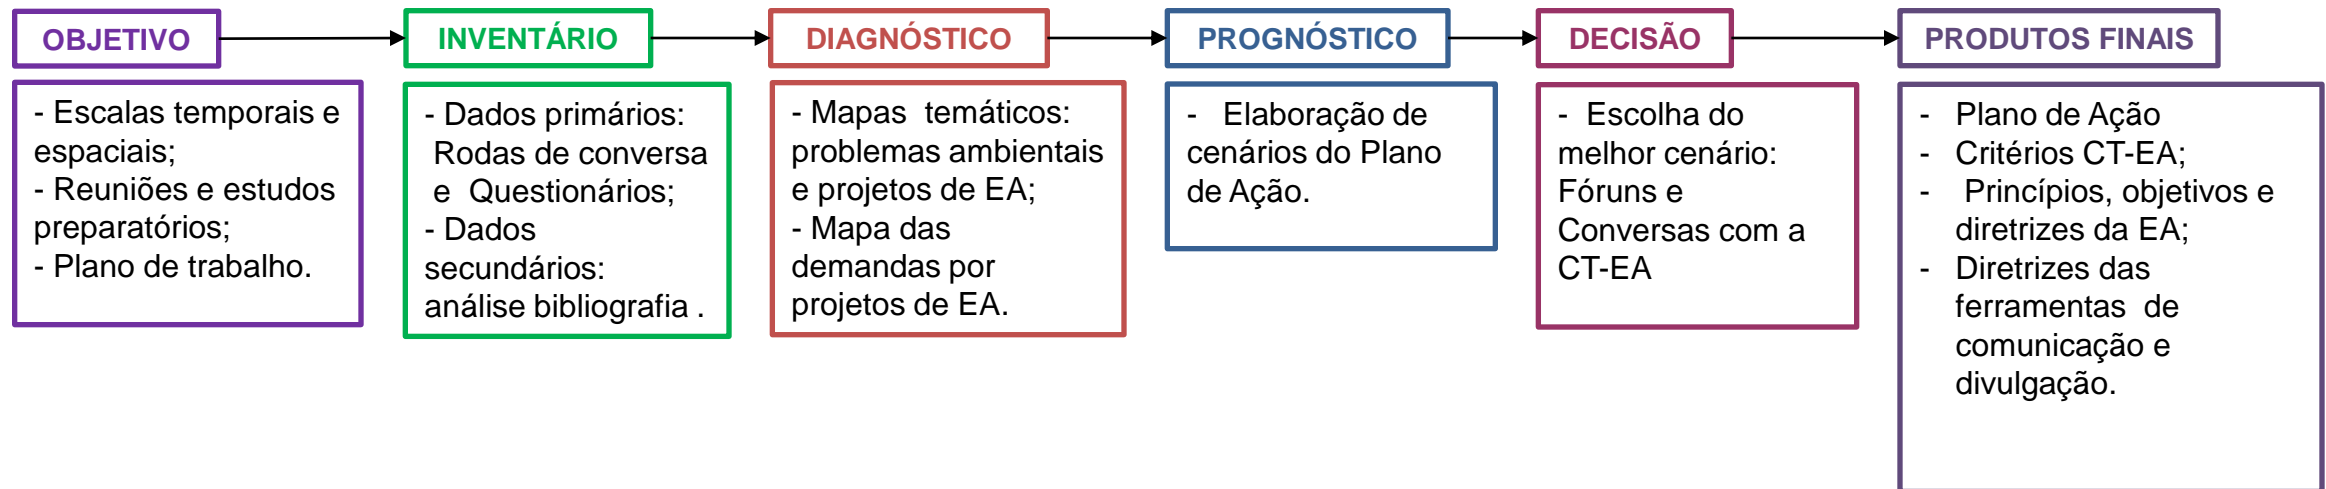 OBJETIVO
- Escalas temporais e
espaciais;
- Reuniões e estudos
preparatórios;
- Plano de trabalho.
INVENTÁRIO
- Dados primários:
Rodas de conversa
e Questionários;
- Dados
secundários:
análise bibliografia .
DIAGNÓSTICO
- Mapas temáticos:
problemas ambientais
e projetos de EA;
- Mapa das
demandas por
projetos de EA.
PROGNÓSTICO
- Elaboração de
cenários do Plano
de Ação.
DECISÃO
- Escolha do
melhor cenário:
Fóruns e
Conversas com a
CT-EA
PRODUTOS FINAIS
- Plano de Ação
- Critérios CT-EA;
- Princípios, objetivos e
diretrizes da EA;
- Diretrizes das
ferramentas de
comunicação e
divulgação.